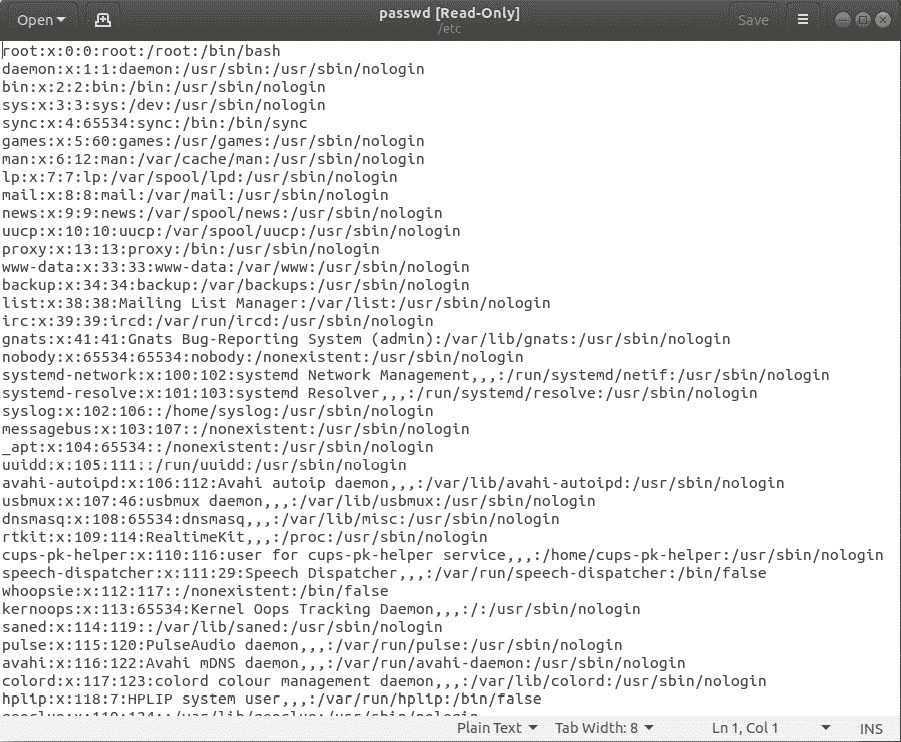 Open
passwd [Read-Only]
/etc
Save
root:x:0:0:root:/root:/bin/bash
daemon:x:1:1:daemon:/usr/sbin:/usr/sbin/nologin
bin:x:2:2:bin:/bin:/usr/sbin/nologin
sys:x:3:3:sys:/dev:/usr/sbin/nologin
sync:x:4:65534:sync:/bin:/bin/sync
games:x:5:60:games:/usr/games:/usr/sbin/nologin
man:x:6:12:man:/var/cache/man:/usr/sbin/nologin
lp:x:7:7:lp:/var/spool/lpd:/usr/sbin/nologin
mail:x:8:8:mail:/var/mail:/usr/sbin/nologin
news:x:9:9:news:/var/spool/news:/usr/sbin/nologin
uucp:x:10:10:uucp:/var/spool/uucp:/usr/sbin/nologin
proxy:x:13:13:proxy:/bin:/usr/sbin/nologin
www-data:x:33:33:www-data:/var/www:/usr/sbin/nologin
backup:x:34:34:backup:/var/backups:/usr/sbin/nologin
list:x:38:38:Mailing List Manager:/var/list:/usr/sbin/nologin
irc:x:39:39:ircd:/var/run/ircd:/usr/sbin/nologin
gnats:x:41:41:Gnats Bug-Reporting System (admin):/var/lib/gnats:/usr/sbin/nologin
nobody:x:65534:65534:nobody:/nonexistent:/usr/sbin/nologin
systemd-network:x:100:102:systemd Network Management,,,:/run/systemd/netif:/usr/sbin/nologin
systemd-resolve:x:101:103:systemd Resolver,,,:/run/systemd/resolve:/usr/sbin/nologin
syslog:x:102:106::/home/syslog:/usr/sbin/nologin
messagebus:x:103:107::/nonexistent:/usr/sbin/nologin
_apt:x:104:65534::/nonexistent:/usr/sbin/nologin
uuidd:x:105:111::/run/uuidd:/usr/sbin/nologin
avahi-autoipd:x:106:112:Avahi autoip daemon,,,:/var/lib/avahi-autoipd:/usr/sbin/nologin
usbmux:x:107:46:usbmux daemon,,,:/var/lib/usbmux:/usr/sbin/nologin
dnsmasq:x:108:65534:dnsmasq,,,:/var/lib/misc:/usr/sbin/nologin
rtkit:x:109:114:RealtimeKit,,,:/proc:/usr/sbin/nologin
cups-pk-helper:x:110:116:user for cups-pk-helper service,,,:/home/cups-pk-helper:/usr/sbin/nologin
speech-dispatcher:x:111:29:Speech Dispatcher,,,:/var/run/speech-dispatcher:/bin/false
whoopsie:x:112:117::/nonexistent:/bin/false
kernoops:x:113:65534:Kernel Oops Tracking Daemon,,,:/:/usr/sbin/nologin
saned:x:114:119::/var/lib/saned:/usr/sbin/nologin
pulse:x:115:120:PulseAudio daemon,,,:/var/run/pulse:/usr/sbin/nologin
avahi:x:116:122:Avahi mDNS daemon,,,:/var/run/avahi-daemon:/usr/sbin/nologin
colord:x:117:123:colord colour management daemon,,,:/var/lib/colord:/usr/sbin/nologin
hplip:x:118:7:HPLIP system user,,,:/var/run/hplip:/bin/false
geoclue:x:119:124::/var/lib/geoclue:/usr/sbin/nologin
Plain Text Tab Width: 8 Ln 1, Col 1 INS